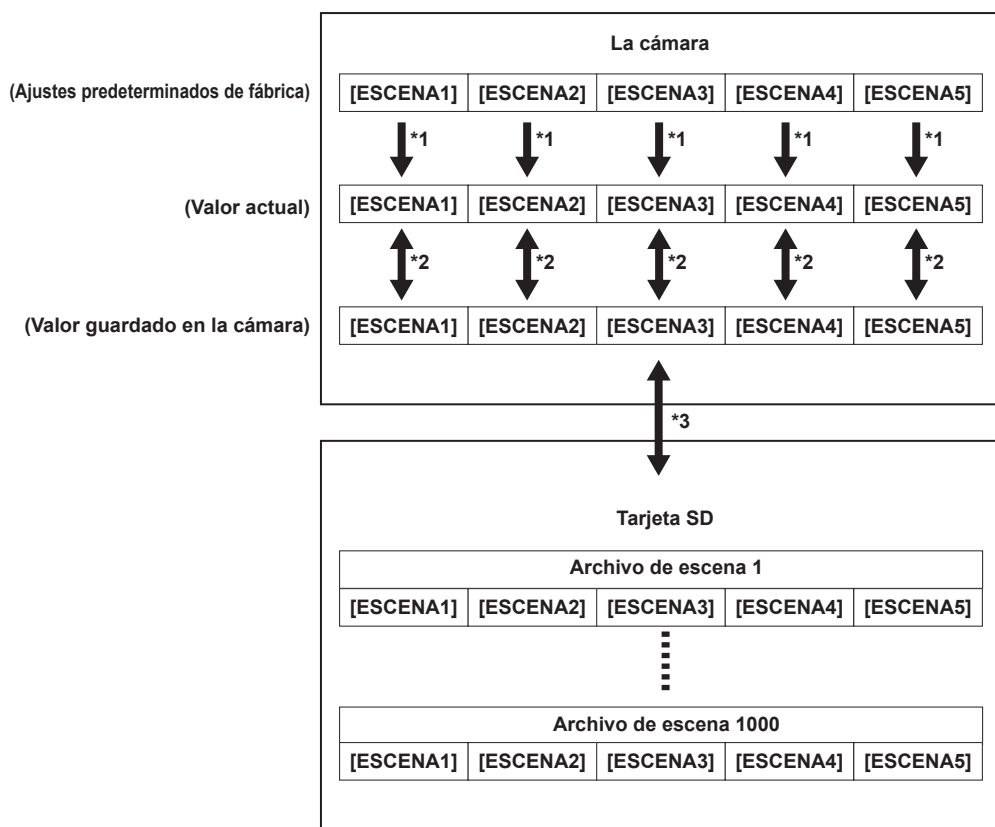 La cámara
(Ajustes predeterminados de fábrica) [ESCENA1] [ESCENA2] [ESCENA3] [ESCENA4] [ESCENA5]
*1 *1 *1 *1 *1
(Valor actual) [ESCENA1] [ESCENA2] [ESCENA3] [ESCENA4] [ESCENA5]
*2 *2 *2 *2 *2
(Valor guardado en la cámara) [ESCENA1] [ESCENA2] [ESCENA3] [ESCENA4] [ESCENA5]
*3
Tarjeta SD
Archivo de escena 1
[ESCENA1] [ESCENA2] [ESCENA3] [ESCENA4] [ESCENA5]
Archivo de escena 1000
[ESCENA1] [ESCENA2] [ESCENA3] [ESCENA4] [ESCENA5]